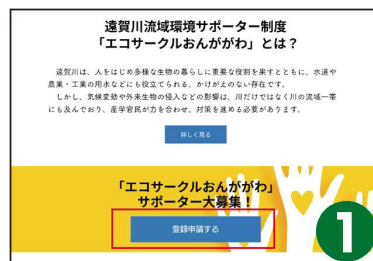 遠賀川流域環境サポーター制度
「エコサークルおんががわ」とは？
遠賀川は、人をはじめ多様な生物の暮らしに重要な役割を果すとともに、水道や
農業・工業の用水などにも役立てられる、かけがえのない存在です。
しかし、気候変動や外来生物の侵入などの影響は、川だけではなく川の流域一帯
にも及んでおり、産学官民が力を合わせ、対策を進める必要があります。
詳しく見る
「エコサークルおんががわ」
サポーター大募集！
登録申請する
1